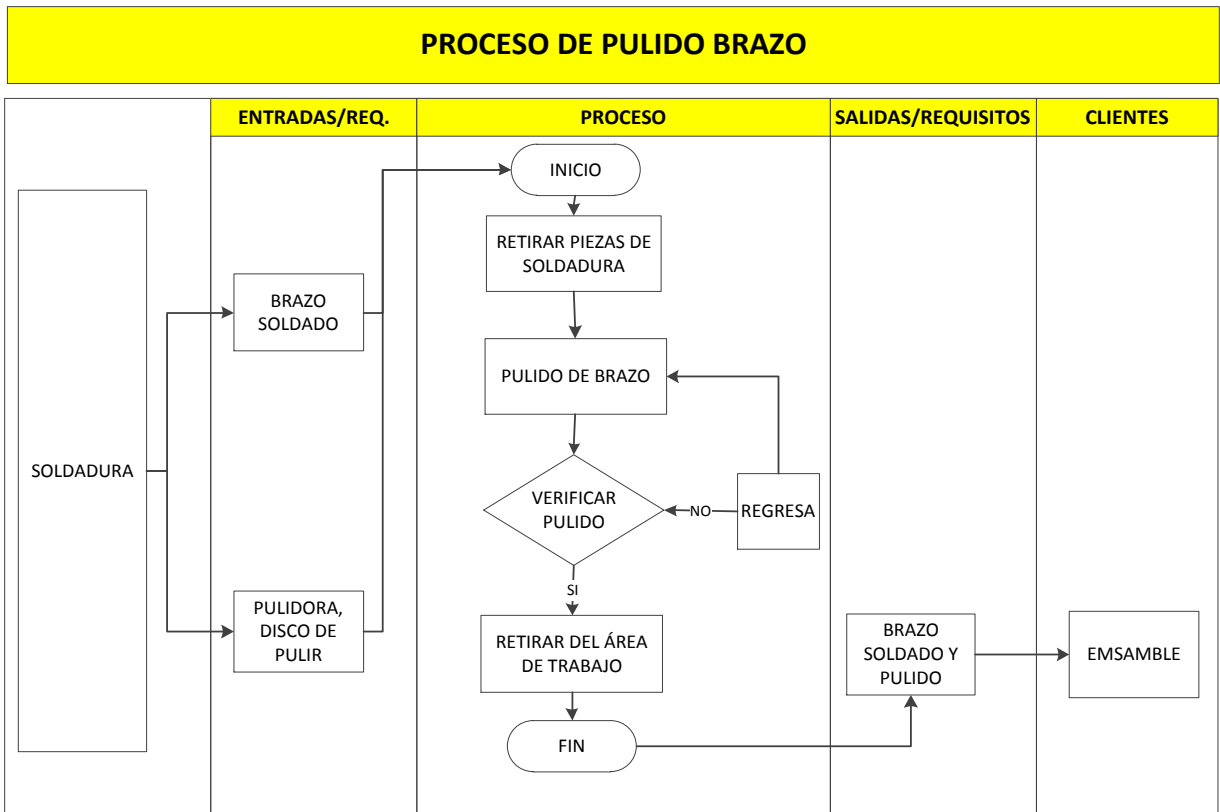 PROCESO DE PULIDO BRAZO
ENTRADAS/REQ.
PROCESO
SALIDAS/REQUISITOS
CLIENTES
SOLDADURA
BRAZO
SOLDADO
PULIDORA,
DISCO DE
PULIR
INICIO
RETIRAR PIEZAS DE
SOLDADURA
PULIDO DE BRAZO
VERIFICAR
PULIDO
NO
REGRESA
SI
RETIRAR DEL ÁREA
DE TRABAJO
FIN
BRAZO
SOLDADO Y
PULIDO
EMSAMBLE